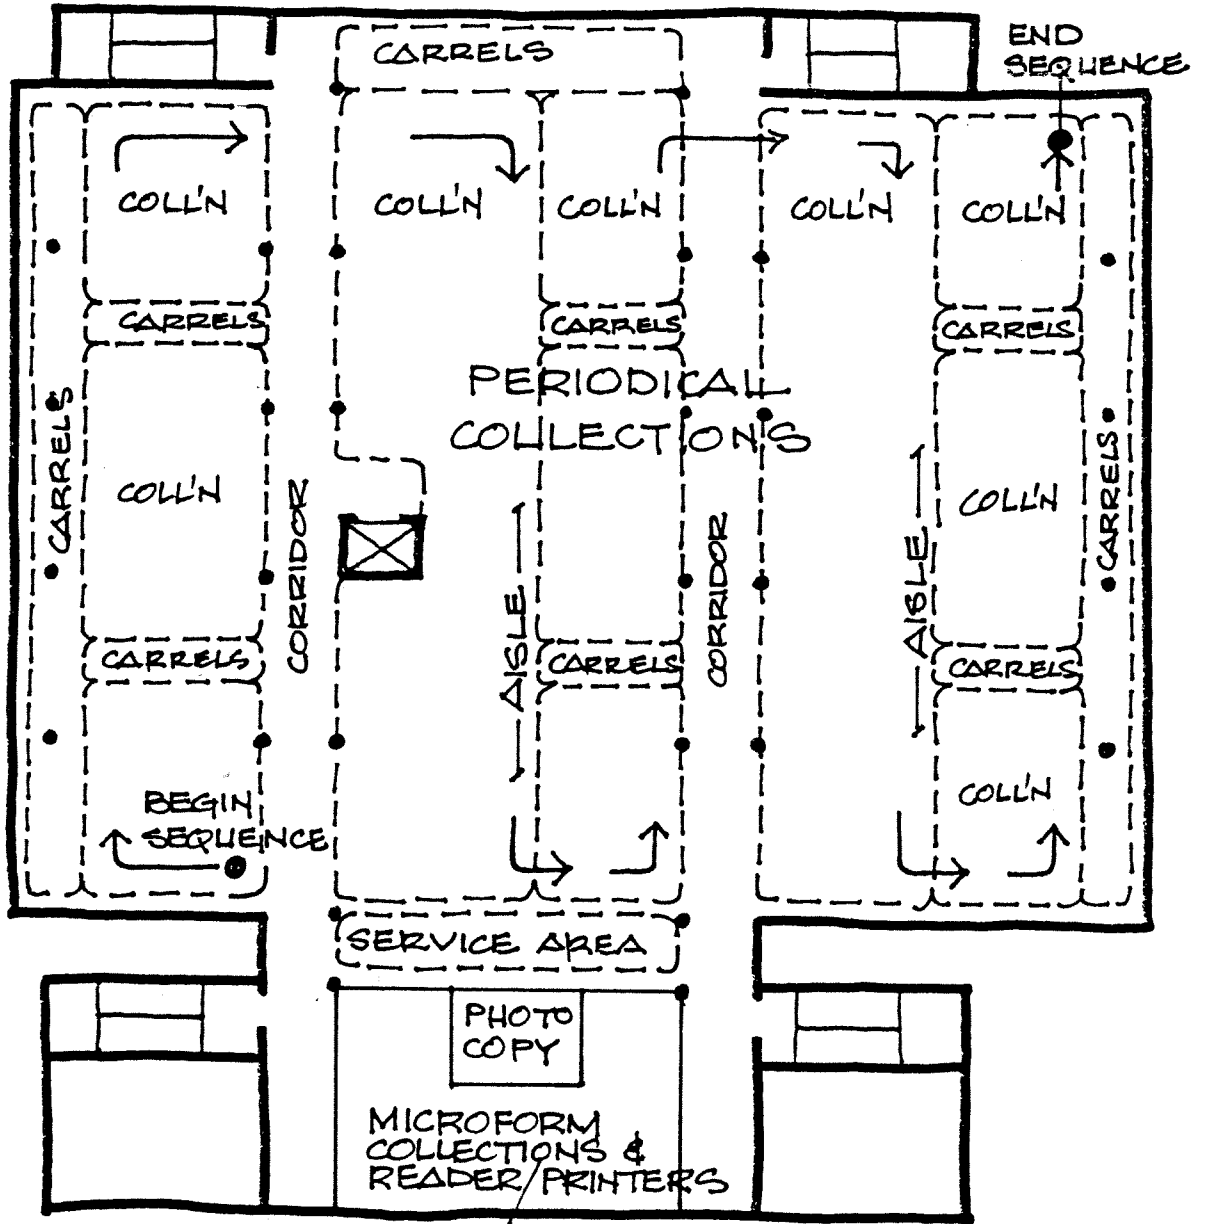 CARRELS
END
SEQUENCE
COLL'N
COLL'N
COLL'N
COLL'N
COLL'N
CARRELS
CARRELS
CARRELS
PERIODICAL
COLLECTIONS
CARRELS
COLL'N
CORRIDOR
AISLE
CORRIDOR
AISLE
COLL'N
CARRELS
CARRELS
CARRELS
CARRELS
BEGIN
SEQUENCE
COLL'N
SERVICE AREA
PHOTO
COPY
MICROFORM
COLLECTIONS &
READER/PRINTERS